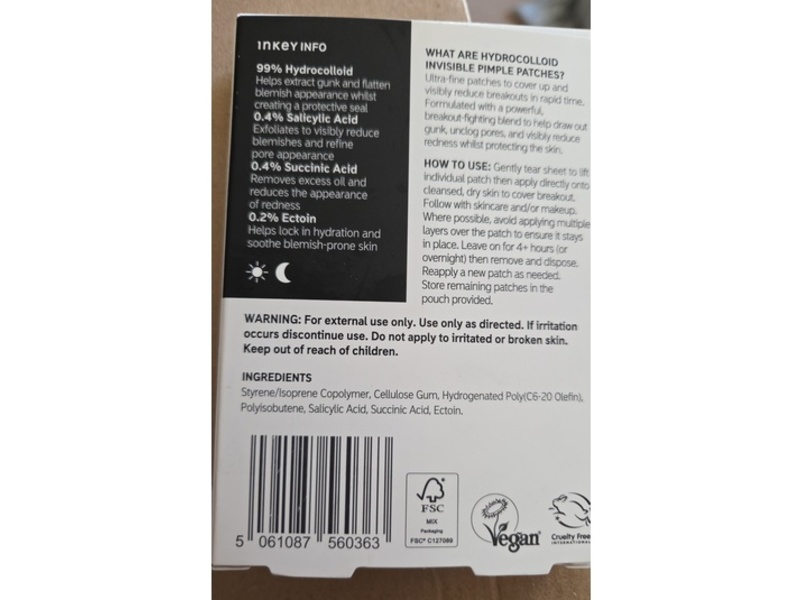 INKEY INFO
99% Hydrocolloid
Helps extract gunk and flatten
blemish appearance whilst
creating a protective seal
0.4% Salicylic Acid
Exfoliates to visibly reduce
blemishes and refine
pore appearance
0.4% Succinic Acid
Removes excess oil and
reduces the appearance
of redness
0.2% Ectoin
Helps lock in hydration and
soothe blemish-prone skin
WHAT ARE HYDROCOLLOID
INVISIBLE PIMPLE PATCHES?
Ultra-fine patches to cover up and
visibly reduce breakouts in rapid time.
Formulated with a powerful,
breakout-fighting blend to help draw out
gunk, unclog pores, and visibly reduce
redness whilst protecting the skin.
HOW TO USE: Gently tear sheet to lift
individual patch then apply directly onto
cleansed, dry skin to cover breakout.
Follow with skincare and/or makeup.
Where possible, avoid applying multiple
layers over the patch to ensure it stays
in place. Leave on for 4+ hours (or
overnight) then remove and dispose.
Reapply a new patch as needed.
Store remaining patches in the
pouch provided.
WARNING: For external use only. Use only as directed. If irritation
occurs discontinue use. Do not apply to irritated or broken skin.
Keep out of reach of children.
INGREDIENTS
Styrene/Isoprene Copolymer, Cellulose Gum, Hydrogenated Poly(C6-20 Olefin),
Polyisobutene, Salicylic Acid, Succinic Acid, Ectoin.
5 061087 560363
FSC
MIX
Packaging
FSC® C127089
Vegan
Cruelty Free
INTERNATIONAL